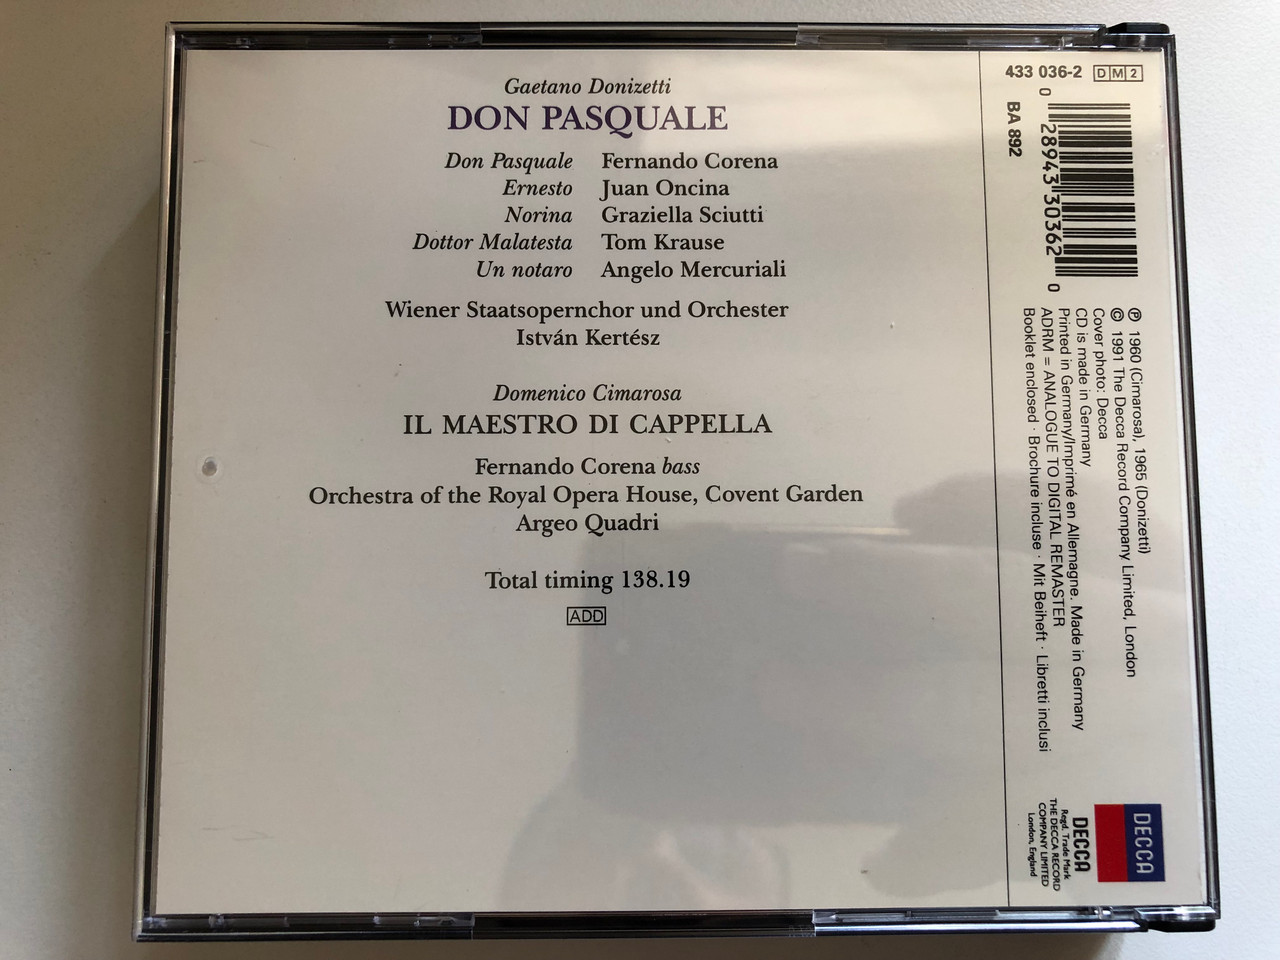 Gaetano Donizetti
DON PASQUALE
Don Pasquale Fernando Corena
Ernesto Juan Oncina
Norina Graziella Sciutti
Dottor Malatesta Tom Krause
Un notaro Angelo Mercuriali
Wiener Staatsopernchor und Orchester
István Kertész
Domenico Cimarosa
IL MAESTRO DI CAPPELLA
Fernando Corena bass
Orchestra of the Royal Opera House, Covent Garden
Argeo Quadri
Total timing 138.19
ADD
433 036-2 D M 2
BA 892
0 28943 30362 0
℗ 1960 (Cimarosa), 1965 (Donizetti)
© 1991 The Decca Record Company Limited, London
Cover photo: Decca
CD is made in Germany
Printed in Germany/Imprimé en Allemagne. Made in Germany
ADRM = ANALOGUE TO DIGITAL REMASTER
Booklet enclosed · Brochure incluse · Mit Beiheft · Libretti inclusi
DECCA
DECCA
Regd. Trade Mark
THE DECCA RECORD
COMPANY LIMITED
London, England